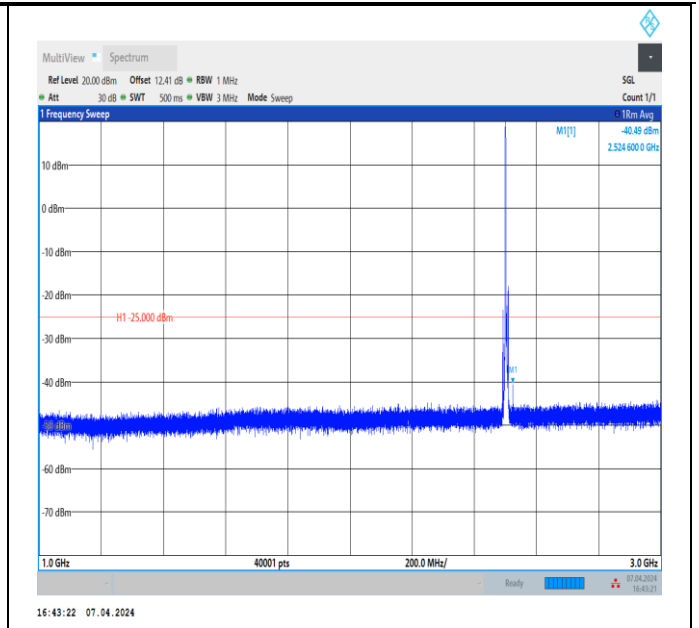 MultiView Spectrum
Ref Level 20.00 dBm Offset 12.41 dB RBW 1 MHz SGL
Att 30 dB SWT 500 ms VBW 3 MHz Mode Sweep Count 1/1
1 Frequency Sweep 1Rm Avg
M1[1] -40.49 dBm
2.524 600 0 GHz
10 dBm
0 dBm
-10 dBm
-20 dBm
H1 -25.000 dBm
-30 dBm
M1
-40 dBm
-50 dBm
-60 dBm
-70 dBm
1.0 GHz 40001 pts 200.0 MHz/ 3.0 GHz
Ready 07.04.2024
16:43:21
16:43:22 07.04.2024